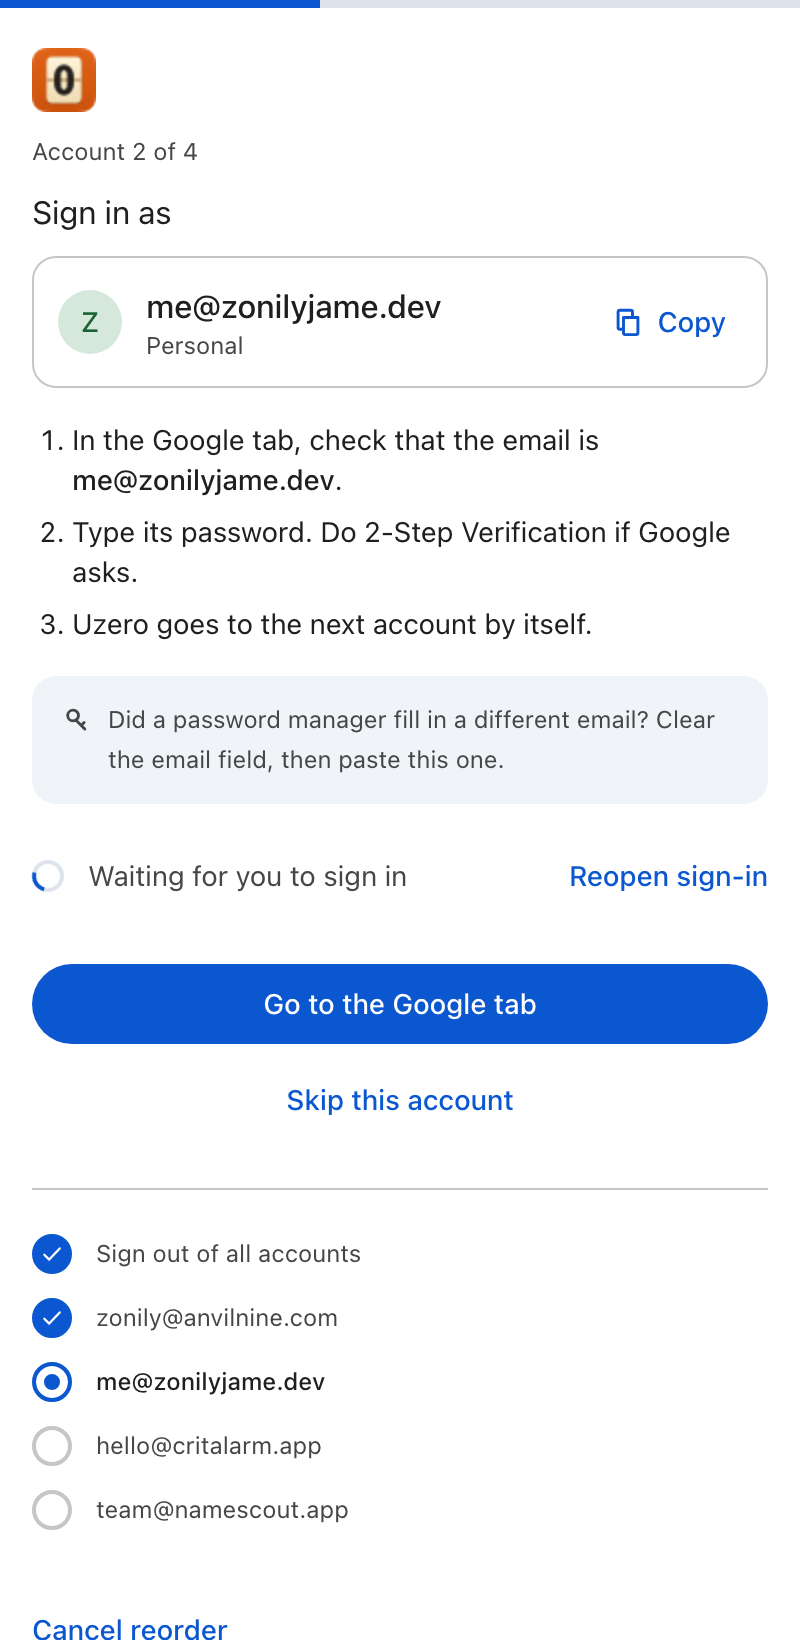 0
Account 2 of 4
Sign in as
Z
me@zonilyjame.dev
Personal
Copy
1. In the Google tab, check that the email is
me@zonilyjame.dev.
2. Type its password. Do 2-Step Verification if Google
asks.
3. Uzero goes to the next account by itself.
Did a password manager fill in a different email? Clear
the email field, then paste this one.
Waiting for you to sign in
Reopen sign-in
Go to the Google tab
Skip this account
Sign out of all accounts
zonily@anvilnine.com
me@zonilyjame.dev
hello@critalarm.app
team@namescout.app
Cancel reorder